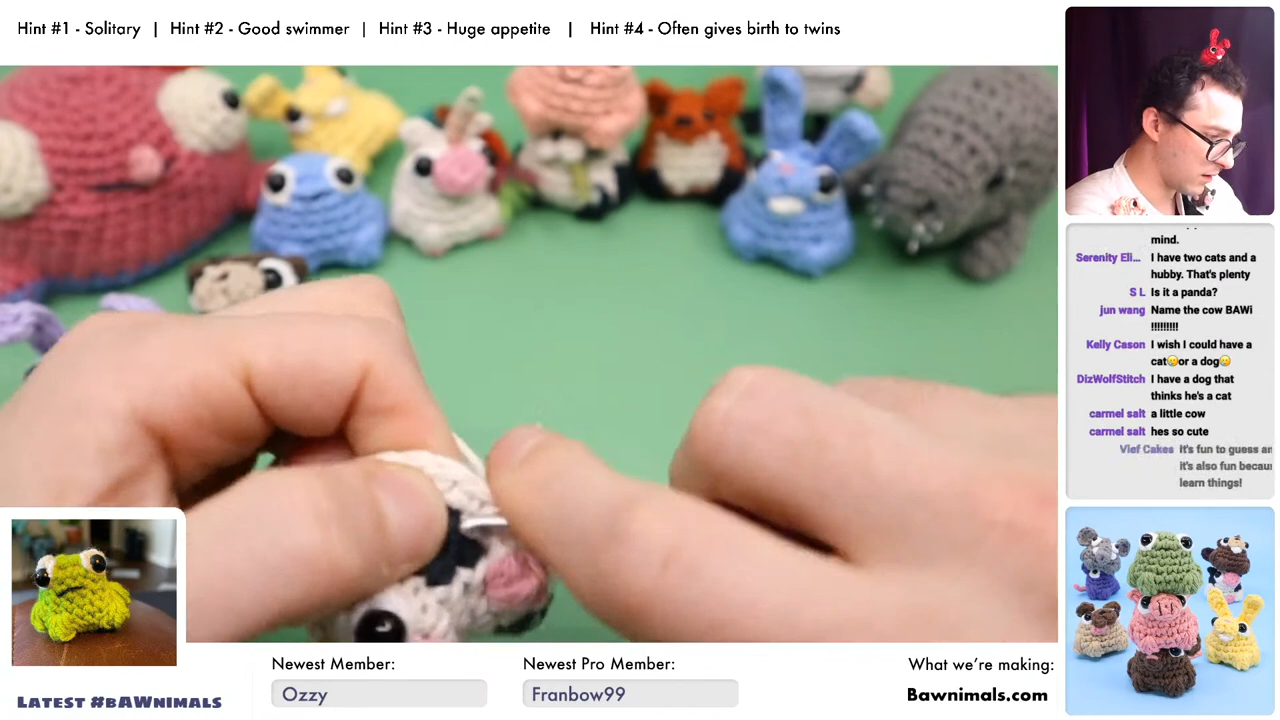 Hint #1 - Solitary | Hint #2 - Good swimmer | Hint #3 - Huge appetite | Hint #4 - Often gives birth to twins
mind.
Serenity Eli... I have two cats and a
hubby. That's plenty
S L Is it a panda?
jun wang Name the cow BAWi
!!!!!!!!!
Kelly Cason I wish I could have a
cat😥or a dog😥
DizWolfStitch I have a dog that
thinks he's a cat
carmel salt a little cow
carmel salt hes so cute
Vief Cakes It's fun to guess
it's also fun
learn things!
Newest Member:
Ozzy
Newest Pro Member:
Franbow99
What we're making:
Bawnimals.com
Latest #bAWnimals